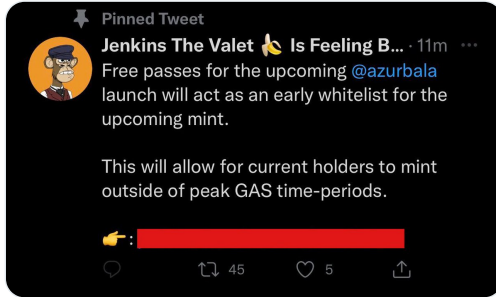 Pinned Tweet
Jenkins The Valet 🍌 Is Feeling B... · 11m
Free passes for the upcoming @azurbala
launch will act as an early whitelist for the
upcoming mint.
This will allow for current holders to mint
outside of peak GAS time-periods.
👉:
45
5